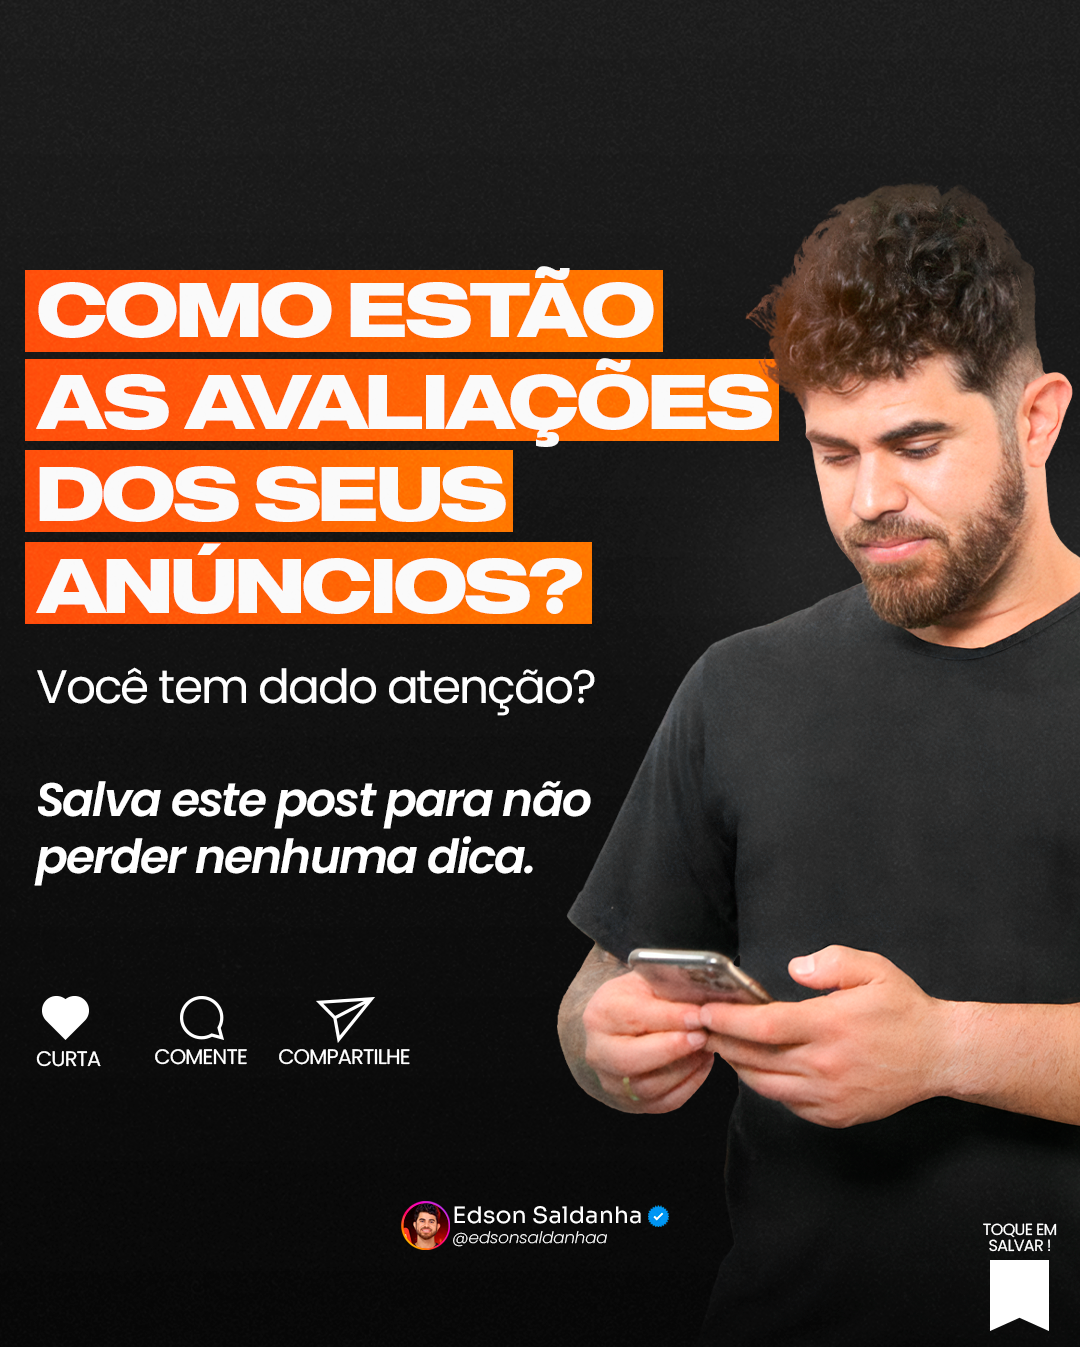 COMO ESTÃO
AS AVALIAÇÕES
DOS SEUS
ANÚNCIOS?
Você tem dado atenção?
Salva este post para não
perder nenhuma dica.
CURTA
COMENTE
COMPARTILHE
Edson Saldanha
@edsonsaldanhaa
TOQUE EM
SALVAR !